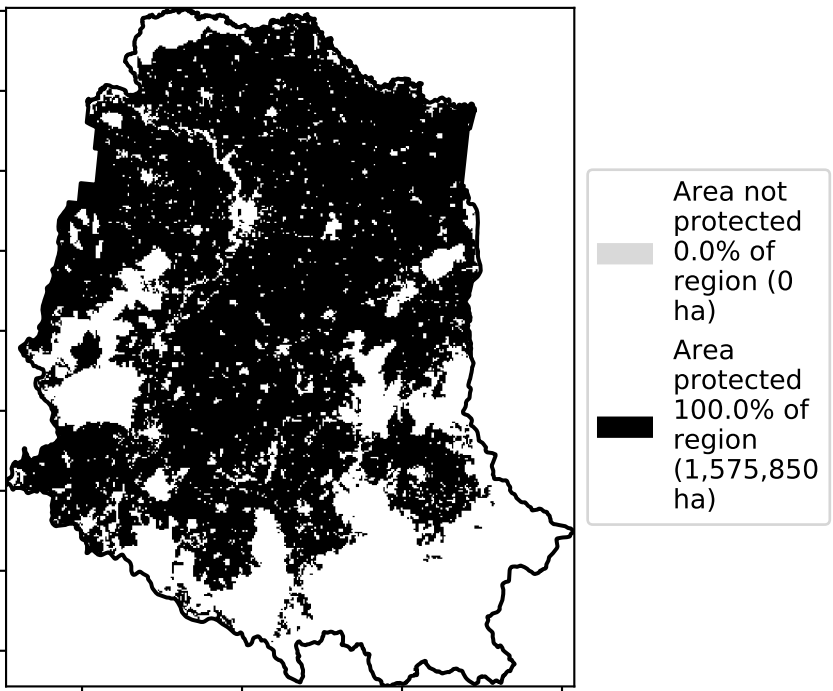 Area not
protected
0.0% of
region (0
ha)
Area
protected
100.0% of
region
(1,575,850
ha)